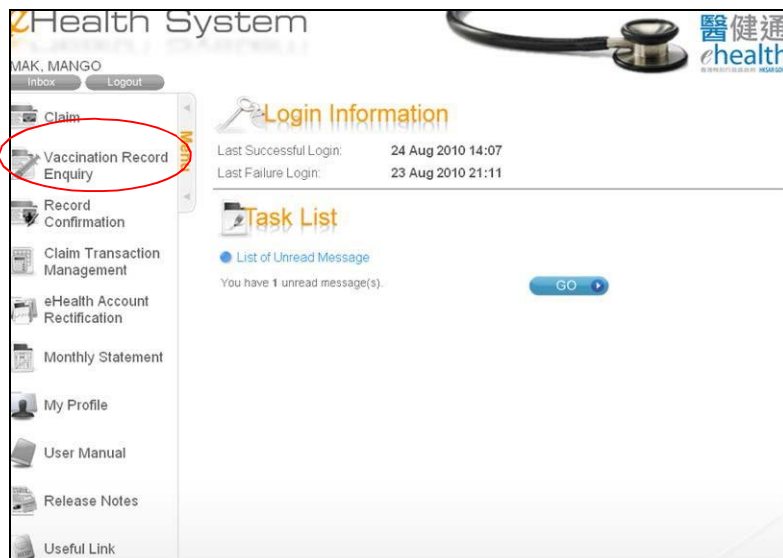 eHealth System
醫健通
ehealth
MAK, MANGO
Inbox
Logout
Menu
Claim
Vaccination Record
Enquiry
Record
Confirmation
Claim Transaction
Management
eHealth Account
Rectification
Monthly Statement
My Profile
User Manual
Release Notes
Useful Link
Login Information
Last Successful Login: 24 Aug 2010 14:07
Last Failure Login: 23 Aug 2010 21:11
Task List
List of Unread Message
You have 1 unread message(s).
GO